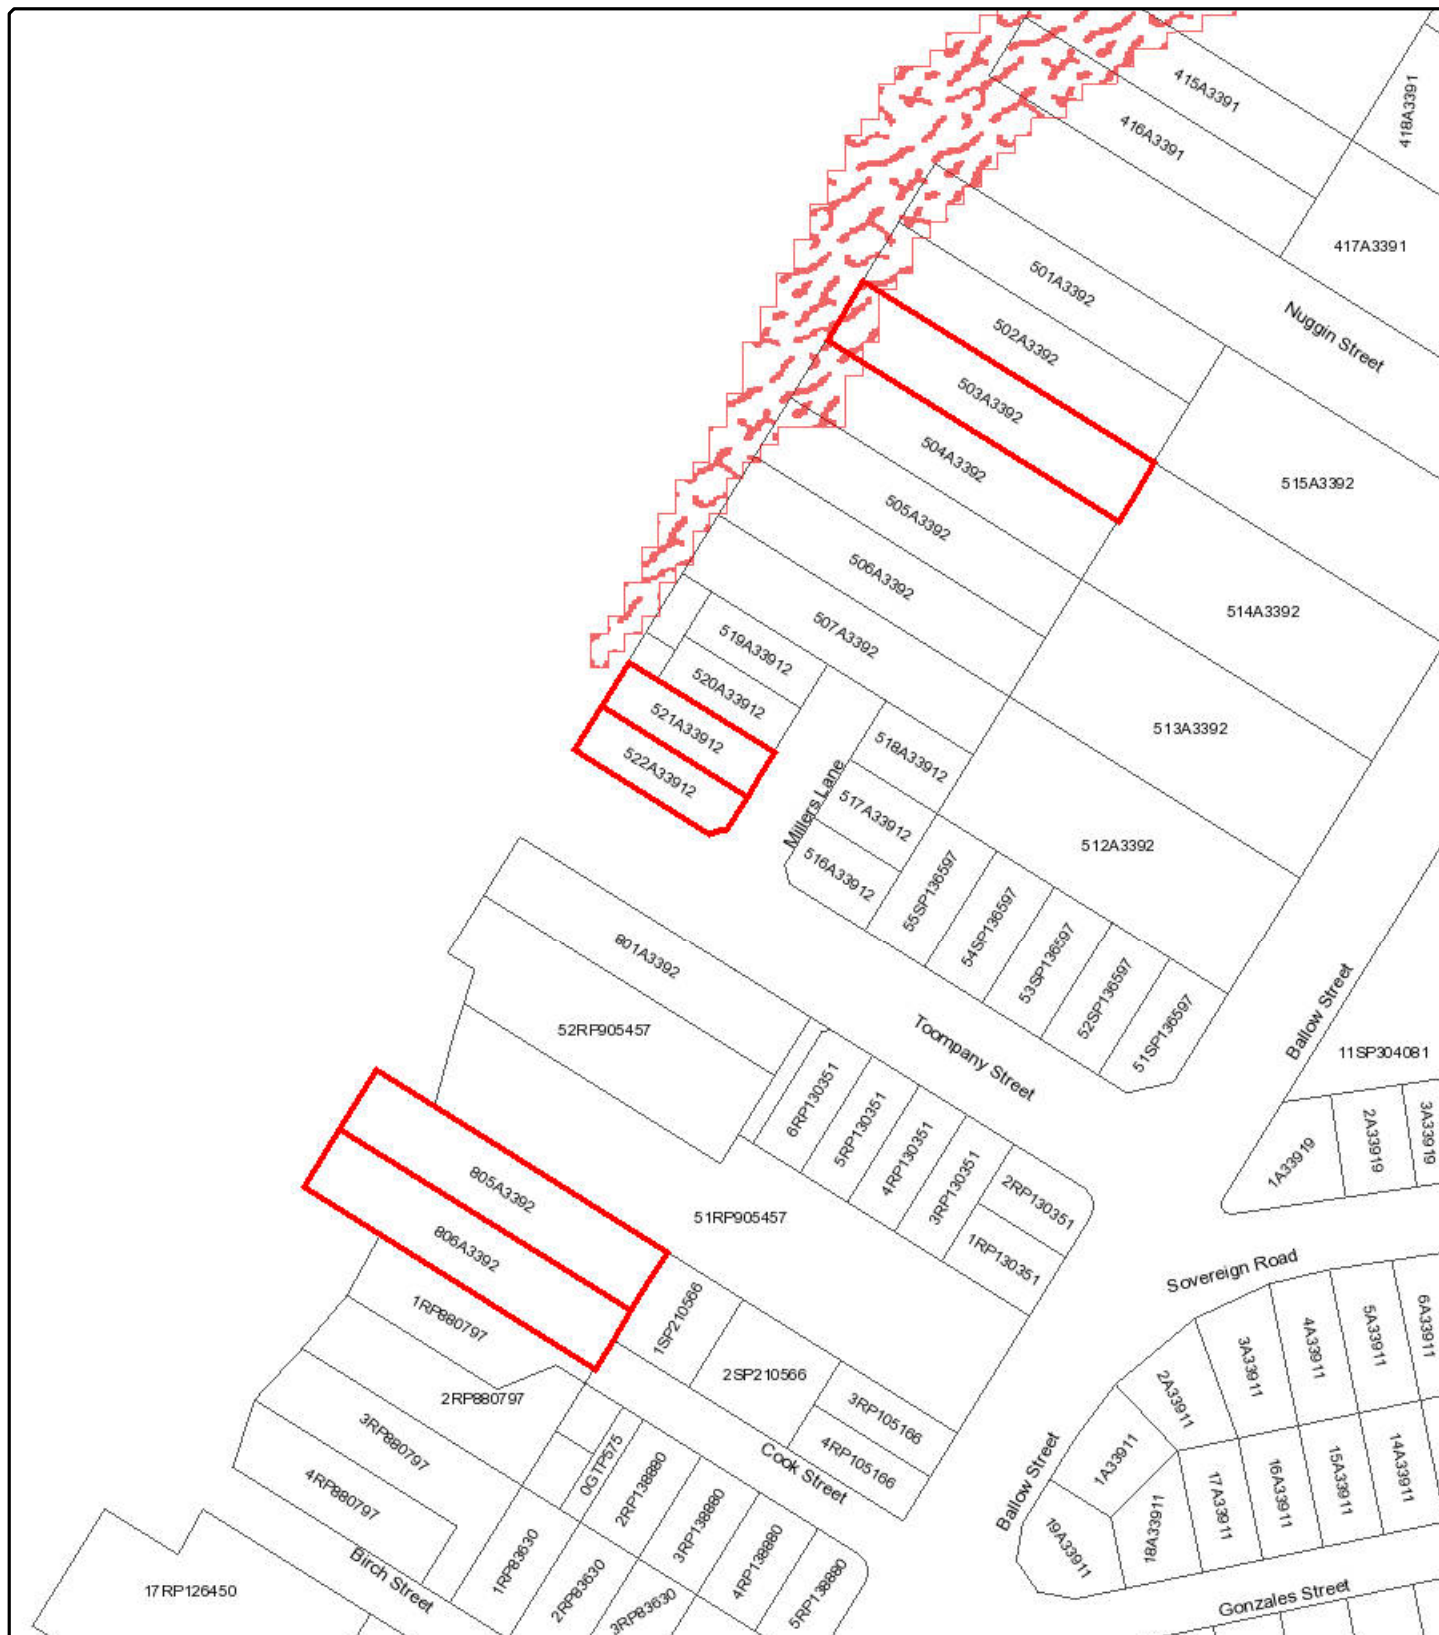 415A3391
418A3391
416A3391
417A3391
501A3392
Nuggin Street
502A3392
503A3392
504A3392
515A3392
505A3392
506A3392
514A3392
507A3392
519A33912
520A33912
521A33912
513A3392
518A33912
522A33912
Millers Lane
517A33912
512A3392
516A33912
55SP136597
54SP136597
801A3392
53SP136597
52SP136597
51SP136597
Ballow Street
52RP905457
Toompany Street
11SP304081
6RP130351
5RP130351
4RP130351
3RP130351
2RP130351
1RP130351
1A33919
2A33919
3A33919
805A3392
51RP905457
806A3392
Sovereign Road
1RP880797
1SP210566
2SP210566
3RP105166
4RP105166
2A33911
3A33911
4A33911
5A33911
6A33911
2RP880797
3RP880797
4RP880797
0GTP575
2RP138880
3RP138880
4RP138880
5RP138880
Cook Street
Ballow Street
1A33911
19A33911
18A33911
17A33911
16A33911
15A33911
14A33911
Birch Street
17RP126450
1RP83630
2RP83630
3RP83630
Gonzales Street